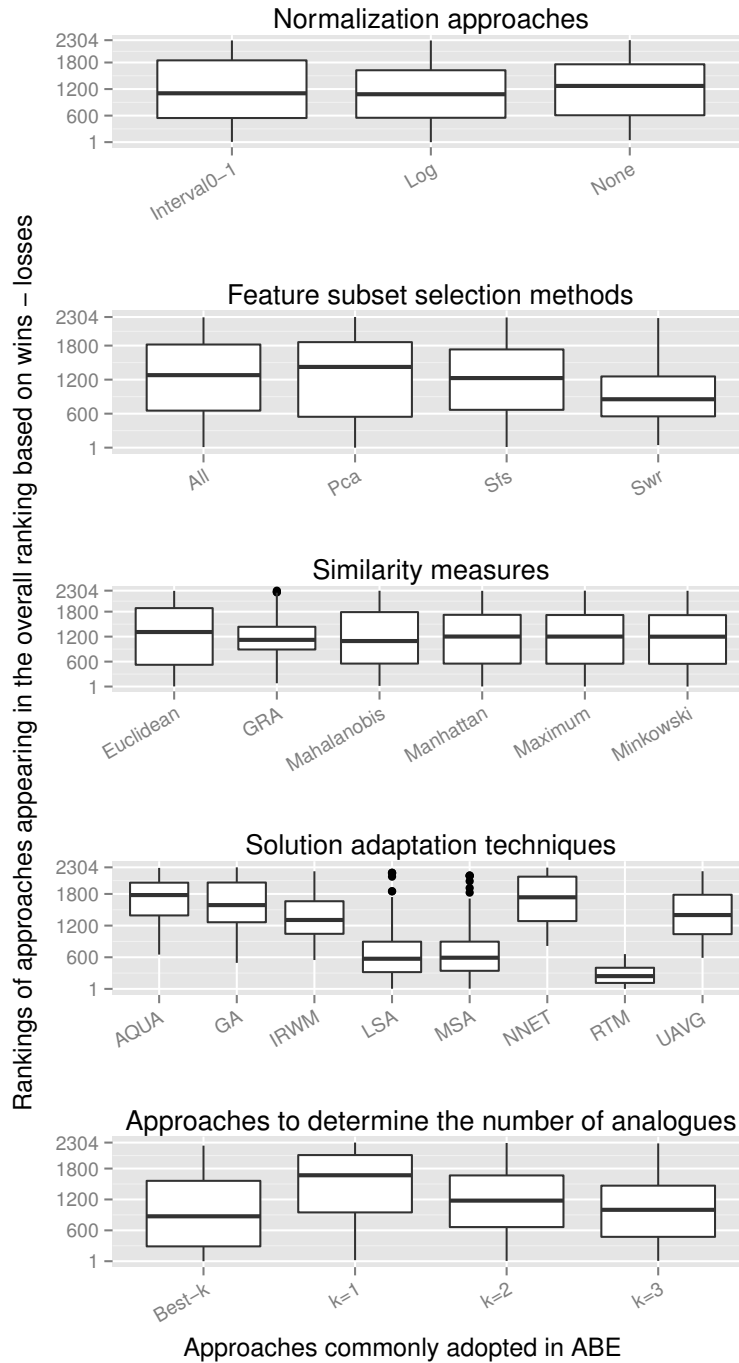 Rankings of approaches appearing in the overall ranking based on wins − losses
Normalization approaches
2304
1800
1200
600
1
Interval0−1
Log
None
Feature subset selection methods
2304
1800
1200
600
1
All
Pca
Sfs
Swr
Similarity measures
2304
1800
1200
600
1
Euclidean
GRA
Mahalanobis
Manhattan
Maximum
Minkowski
Solution adaptation techniques
2304
1800
1200
600
1
AQUA
GA
IRWM
LSA
MSA
NNET
RTM
UAVG
Approaches to determine the number of analogues
2304
1800
1200
600
1
Best−k
k=1
k=2
k=3
Approaches commonly adopted in ABE